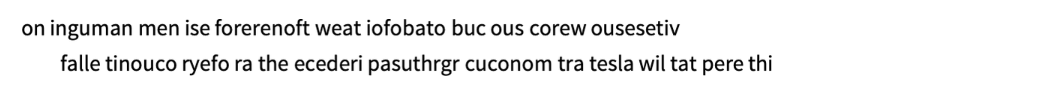 on inguman men ise forerenoft weat iofobato buc ous corew ousesetiv
falle tinouco ryefo ra the ecederi pasuthrgr cuconom tra tesla wil tat pere thi